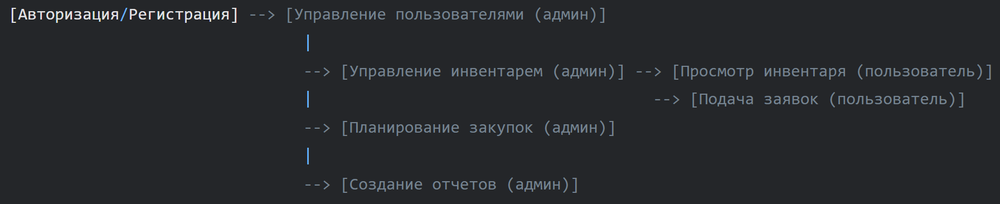 [Авторизация/Регистрация] --> [Управление пользователями (админ)]
|
--> [Управление инвентарем (админ)] --> [Просмотр инвентаря (пользователь)]
| --> [Подача заявок (пользователь)]
--> [Планирование закупок (админ)]
|
--> [Создание отчетов (админ)]